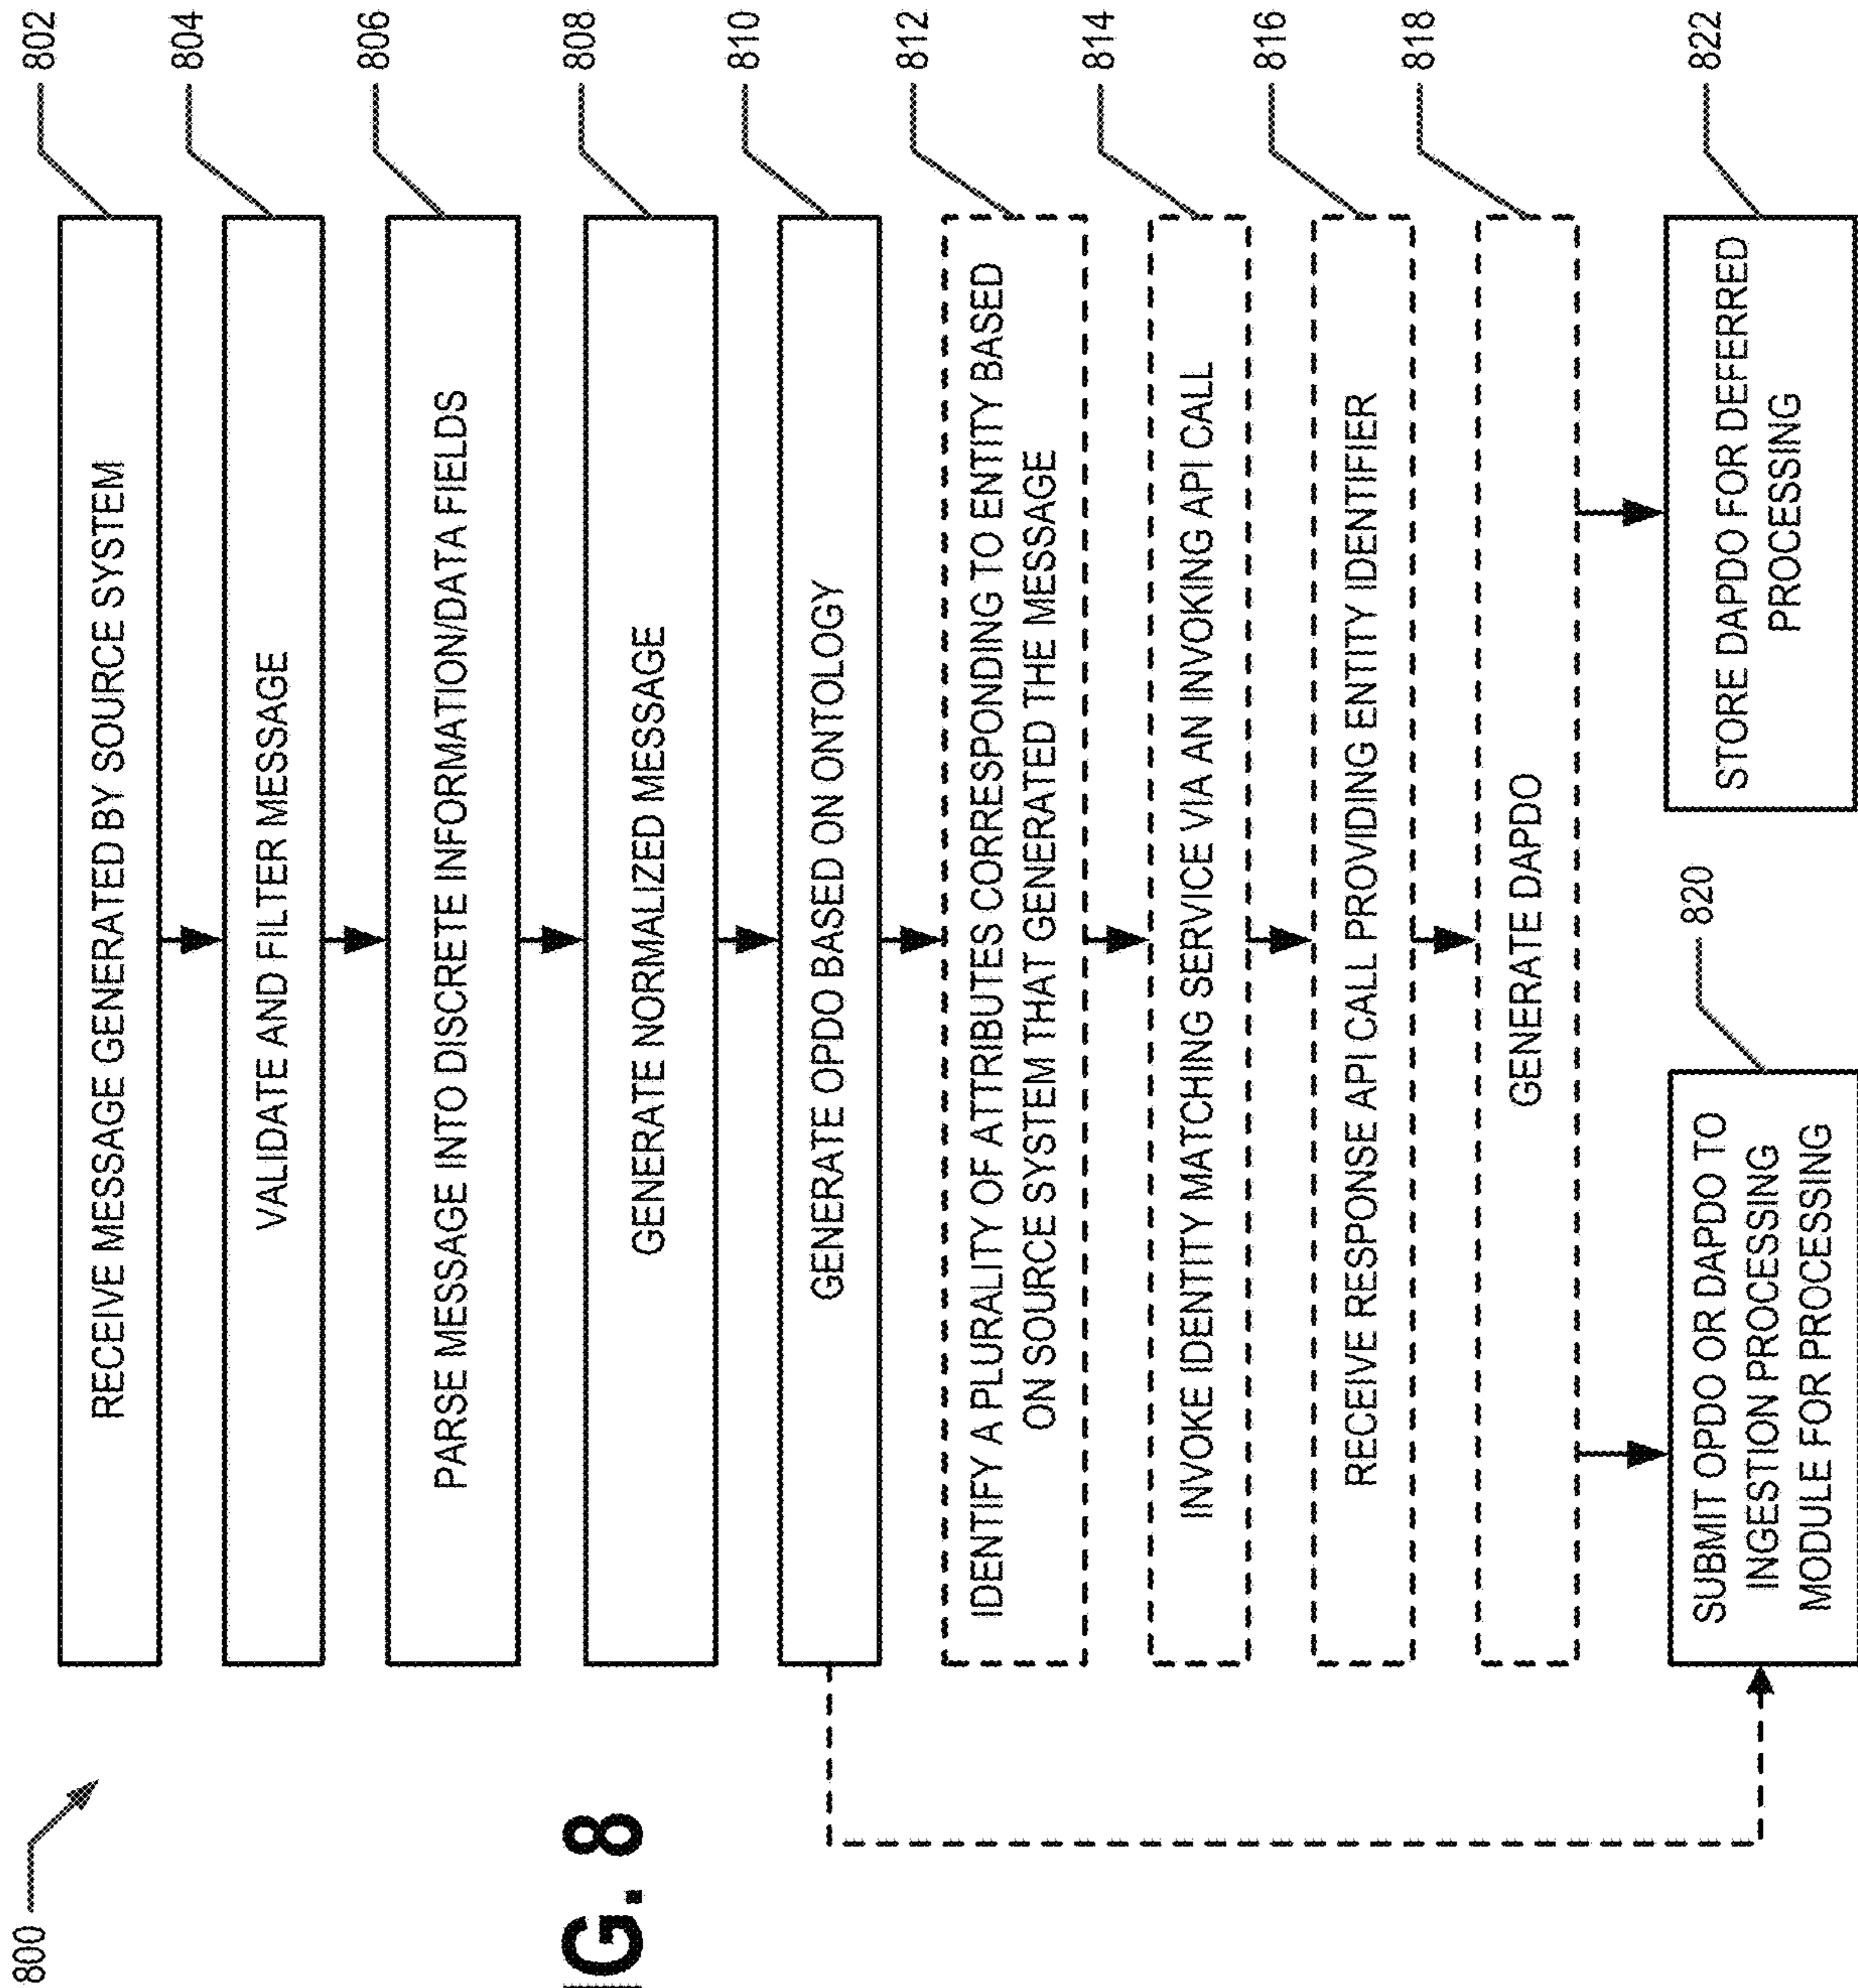 800
RECEIVE MESSAGE GENERATED BY SOURCE SYSTEM
802
VALIDATE AND FILTER MESSAGE
804
PARSE MESSAGE INTO DISCRETE INFORMATION/DATA FIELDS
806
GENERATE NORMALIZED MESSAGE
808
GENERATE OPDO BASED ON ONTOLOGY
810
IDENTIFY A PLURALITY OF ATTRIBUTES CORRESPONDING TO ENTITY BASED
ON SOURCE SYSTEM THAT GENERATED THE MESSAGE
812
INVOKE IDENTITY MATCHING SERVICE VIA AN INVOKING API CALL
814
RECEIVE RESPONSE API CALL PROVIDING ENTITY IDENTIFIER
816
GENERATE DAPDO
818
SUBMIT OPDO OR DAPDO TO
INGESTION PROCESSING
MODULE FOR PROCESSING
820
STORE DAPDO FOR DEFERRED
PROCESSING
822
G. 8